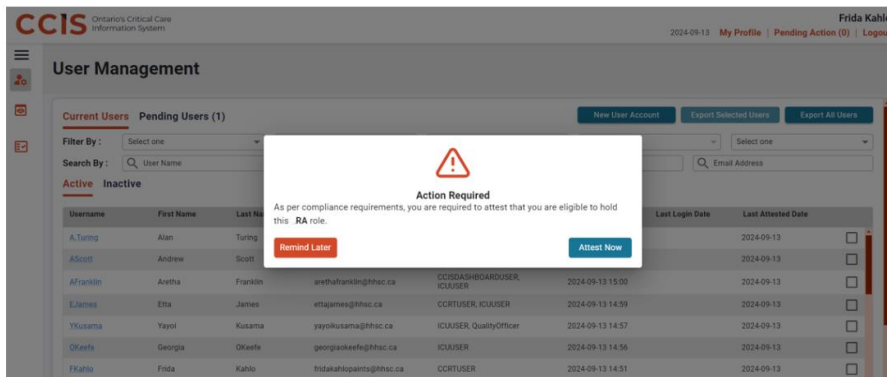 CCIS Ontario's Critical Care
Information System
Frida Kahl
2024-09-13 My Profile | Pending Action (0) | Logou
User Management
Current Users Pending Users (1)
New User Account Export Selected Users Export All Users
Filter By : Select one Select one
Search By : User Name Email Address
Active Inactive
Action Required
As per compliance requirements, you are required to attest that you are eligible to hold
this .RA role.
Remind Later Attest Now
Username First Name Last Na Last Login Date Last Attested Date
A.Turing Alan Turing 2024-09-13
AScott Andrew Scott 2024-09-13
AFranklin Aretha Franklin arethafranklin@hhsc.ca CCISDASHBOARDUSER, ICUUSER 2024-09-13 15:00 2024-09-13
EJames Etta James ettajames@hhsc.ca CCRTUSER, ICUUSER 2024-09-13 14:59 2024-09-13
YKusama Yayoi Kusama yayoikusama@hhsc.ca ICUUSER, QualityOfficer 2024-09-13 14:57 2024-09-13
OKeefe Georgia OKeefe georgiaokeefe@hhsc.ca ICUUSER 2024-09-13 14:56 2024-09-13
FKahlo Frida Kahlo fridakahlopaints@hhsc.ca CCRTUSER 2024-09-13 14:51 2024-09-13